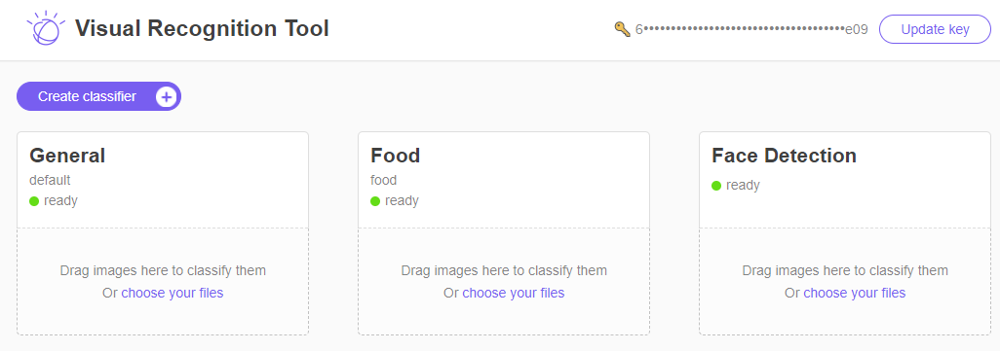 Visual Recognition Tool
6••••••••••••••••••••••••••••••••••••e09
Update key
Create classifier
General
default
ready
Drag images here to classify them
Or choose your files
Food
food
ready
Drag images here to classify them
Or choose your files
Face Detection
ready
Drag images here to classify them
Or choose your files